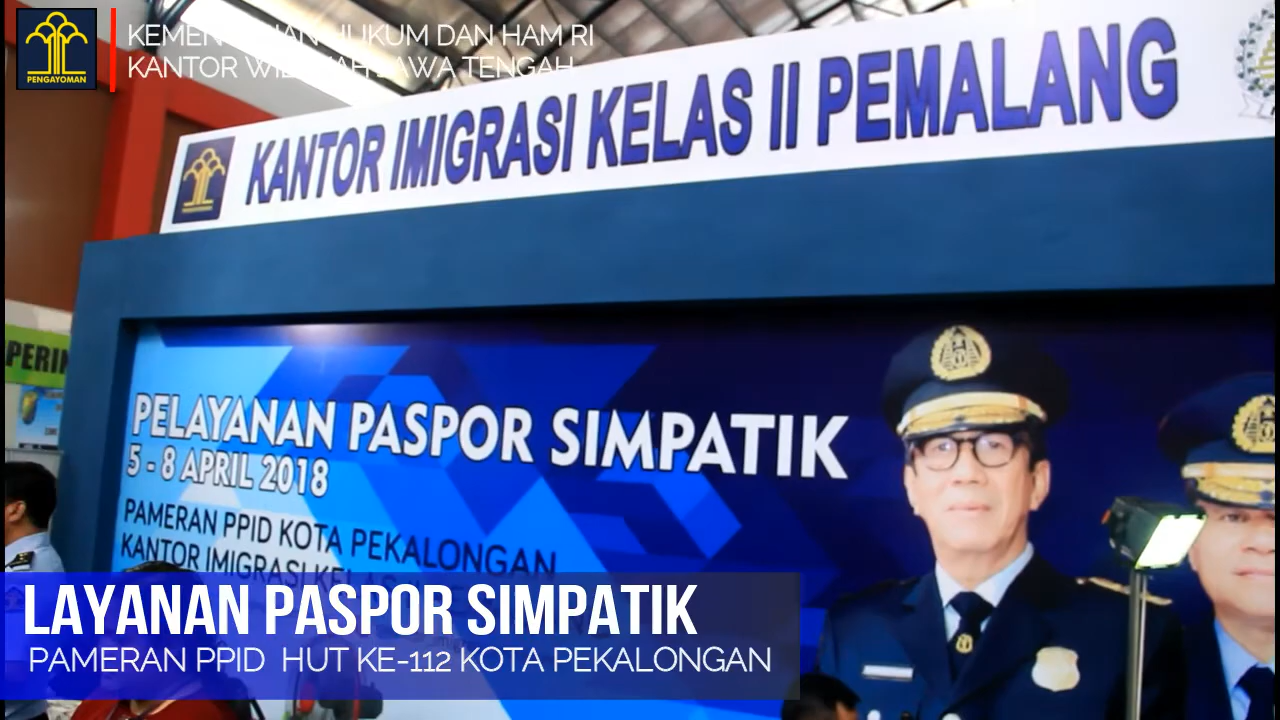 PENGAYOMAN
KEMENTERIAN HUKUM DAN HAM RI
KANTOR WILAYAH JAWA TENGAH
KANTOR IMIGRASI KELAS II PEMALANG
PERIN
PELAYANAN PASPOR SIMPATIK
5 - 8 APRIL 2018
PAMERAN PPID KOTA PEKALONGAN
KANTOR IMIGRASI KELAS
LAYANAN PASPOR SIMPATIK
PAMERAN PPID HUT KE-112 KOTA PEKALONGAN